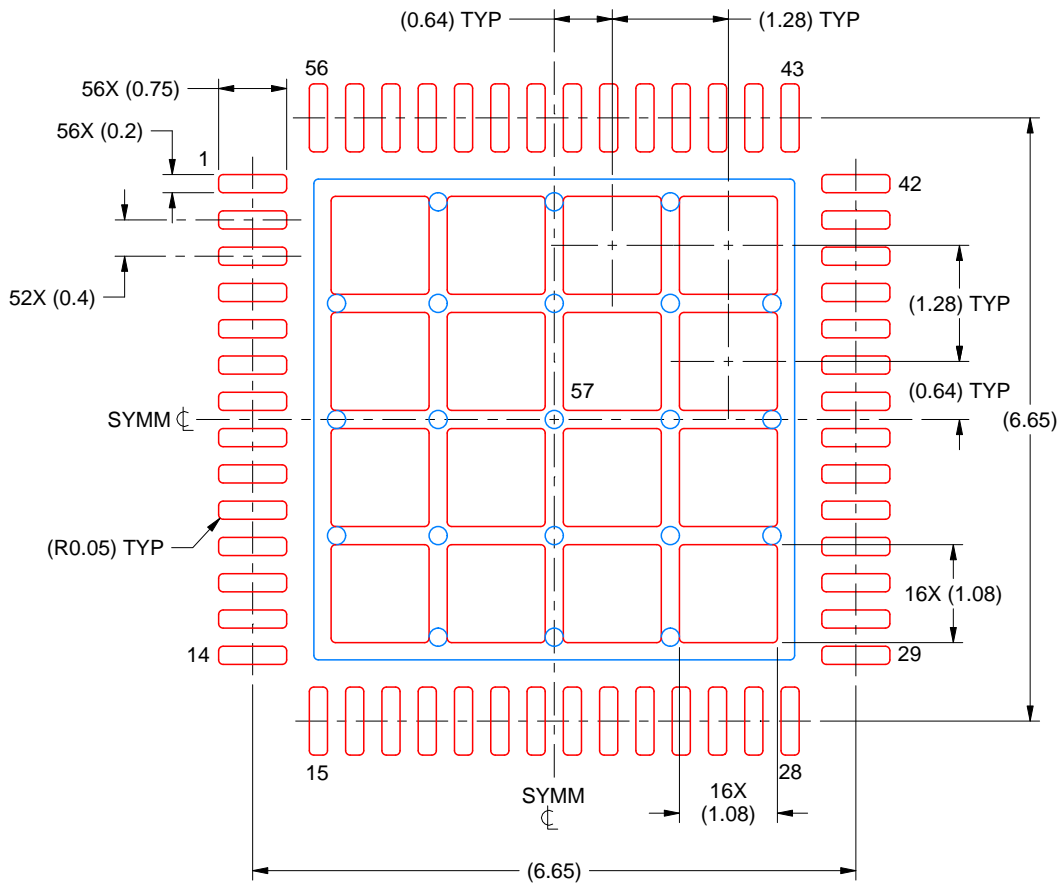 (0.64) TYP
(1.28) TYP
56
43
56X (0.75)
56X (0.2)
1
42
52X (0.4)
(1.28) TYP
57
(0.64) TYP
SYMM ℄
(6.65)
(R0.05) TYP
16X (1.08)
14
29
15
28
16X
(1.08)
SYMM
℄
(6.65)